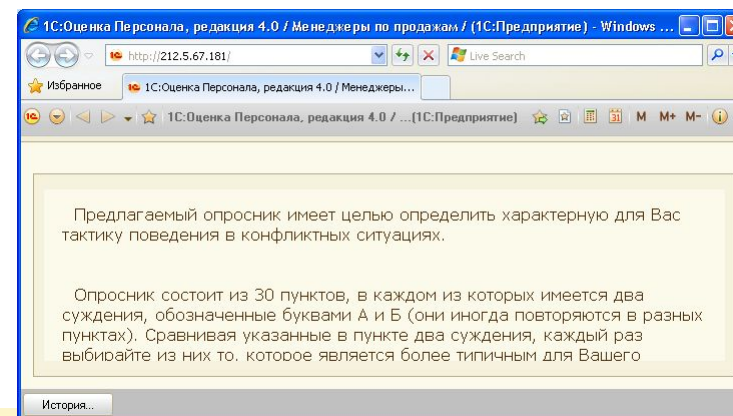 1С:Оценка Персонала, редакция 4.0 / Менеджеры по продажам / (1С:Предприятие) - Windows ...
http://212.5.67.181/
Live Search
Избранное
1С:Оценка Персонала, редакция 4.0 / Менеджеры...
1С:Оценка Персонала, редакция 4.0 / ...(1С:Предприятие)
M M+ M-
Предлагаемый опросник имеет целью определить характерную для Вас
тактику поведения в конфликтных ситуациях.
Опросник состоит из 30 пунктов, в каждом из которых имеется два
суждения, обозначенные буквами А и Б (они иногда повторяются в разных
пунктах). Сравнивая указанные в пункте два суждения, каждый раз
выбирайте из них то, которое является более типичным для Вашего
История...